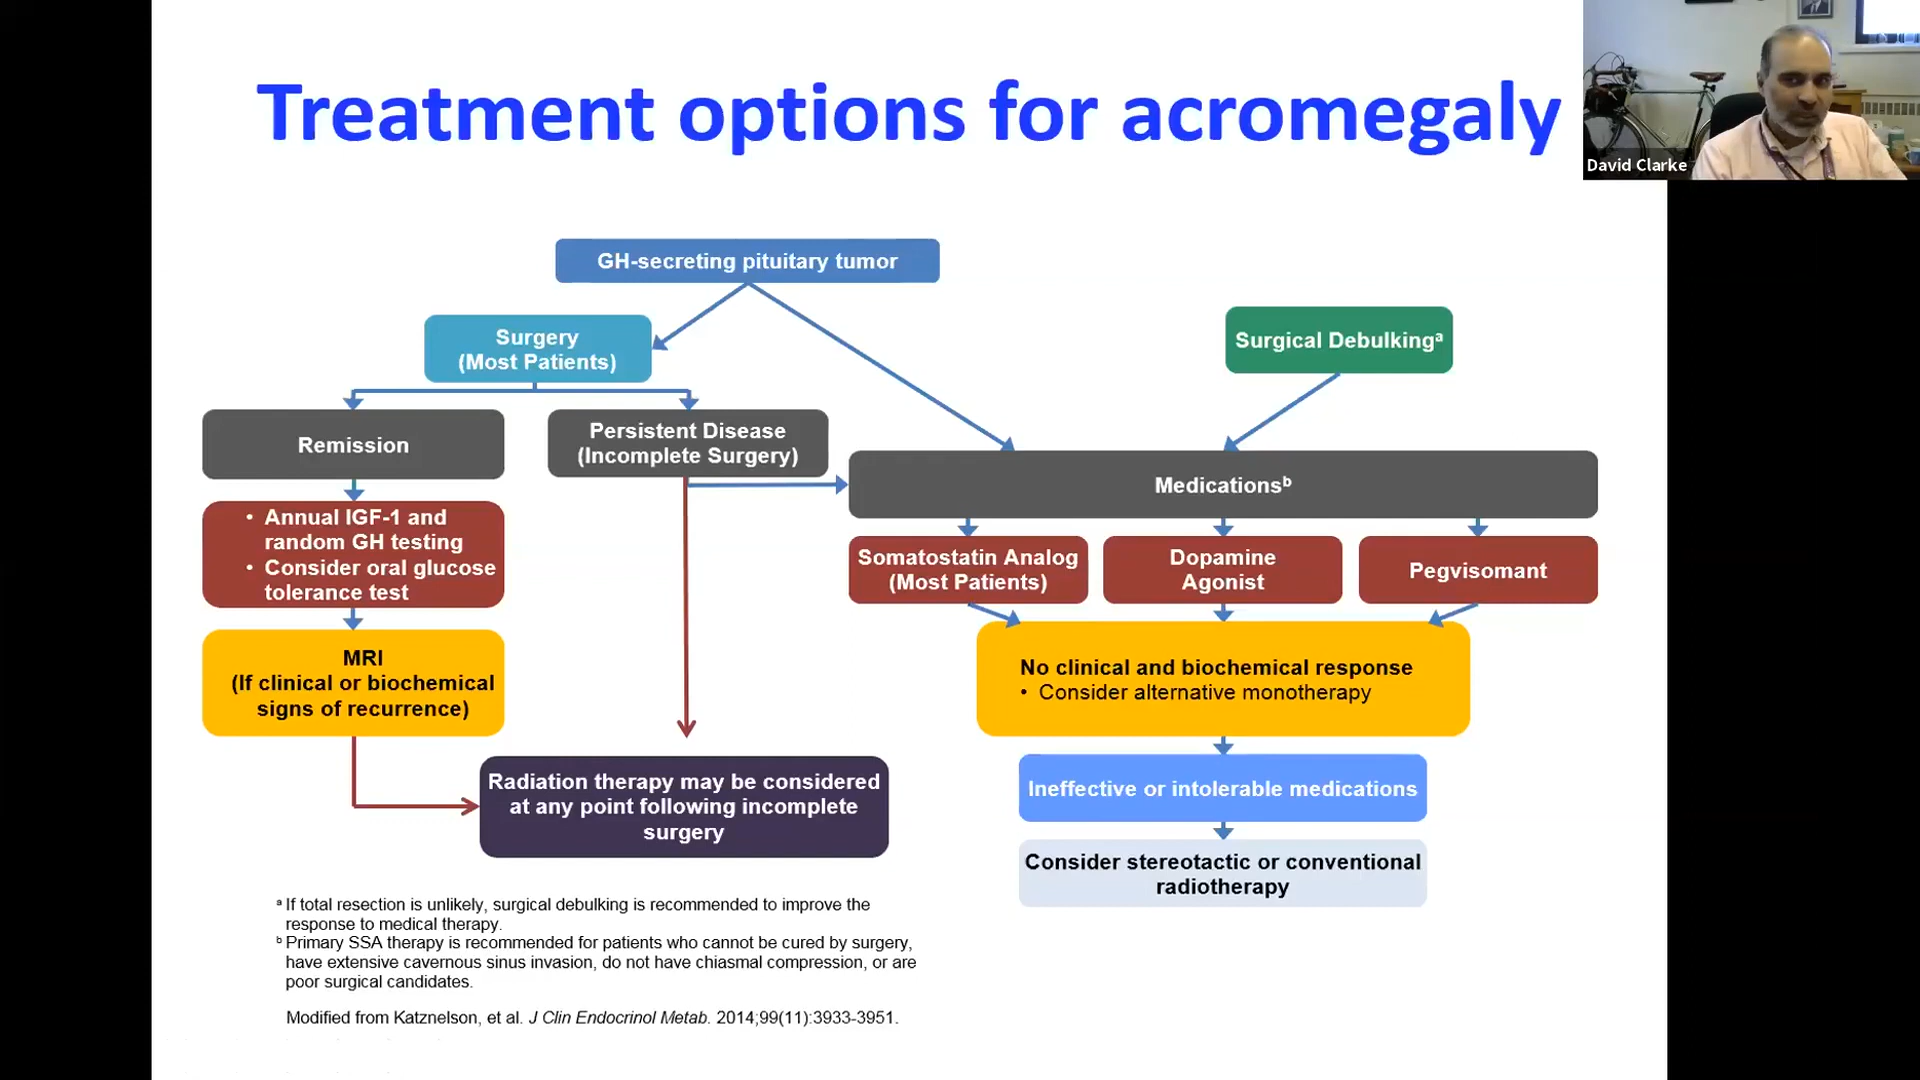 Treatment options for acromegaly
David Clarke
GH-secreting pituitary tumor
Surgery
(Most Patients)
Surgical Debulkingᵃ
Remission
Persistent Disease
(Incomplete Surgery)
Medicationsᵇ
• Annual IGF-1 and
random GH testing
• Consider oral glucose
tolerance test
Somatostatin Analog
(Most Patients)
Dopamine
Agonist
Pegvisomant
MRI
(If clinical or biochemical
signs of recurrence)
No clinical and biochemical response
• Consider alternative monotherapy
Radiation therapy may be considered
at any point following incomplete
surgery
Ineffective or intolerable medications
Consider stereotactic or conventional
radiotherapy
ᵃ If total resection is unlikely, surgical debulking is recommended to improve the
response to medical therapy.
ᵇ Primary SSA therapy is recommended for patients who cannot be cured by surgery,
have extensive cavernous sinus invasion, do not have chiasmal compression, or are
poor surgical candidates.
Modified from Katznelson, et al. J Clin Endocrinol Metab. 2014;99(11):3933-3951.